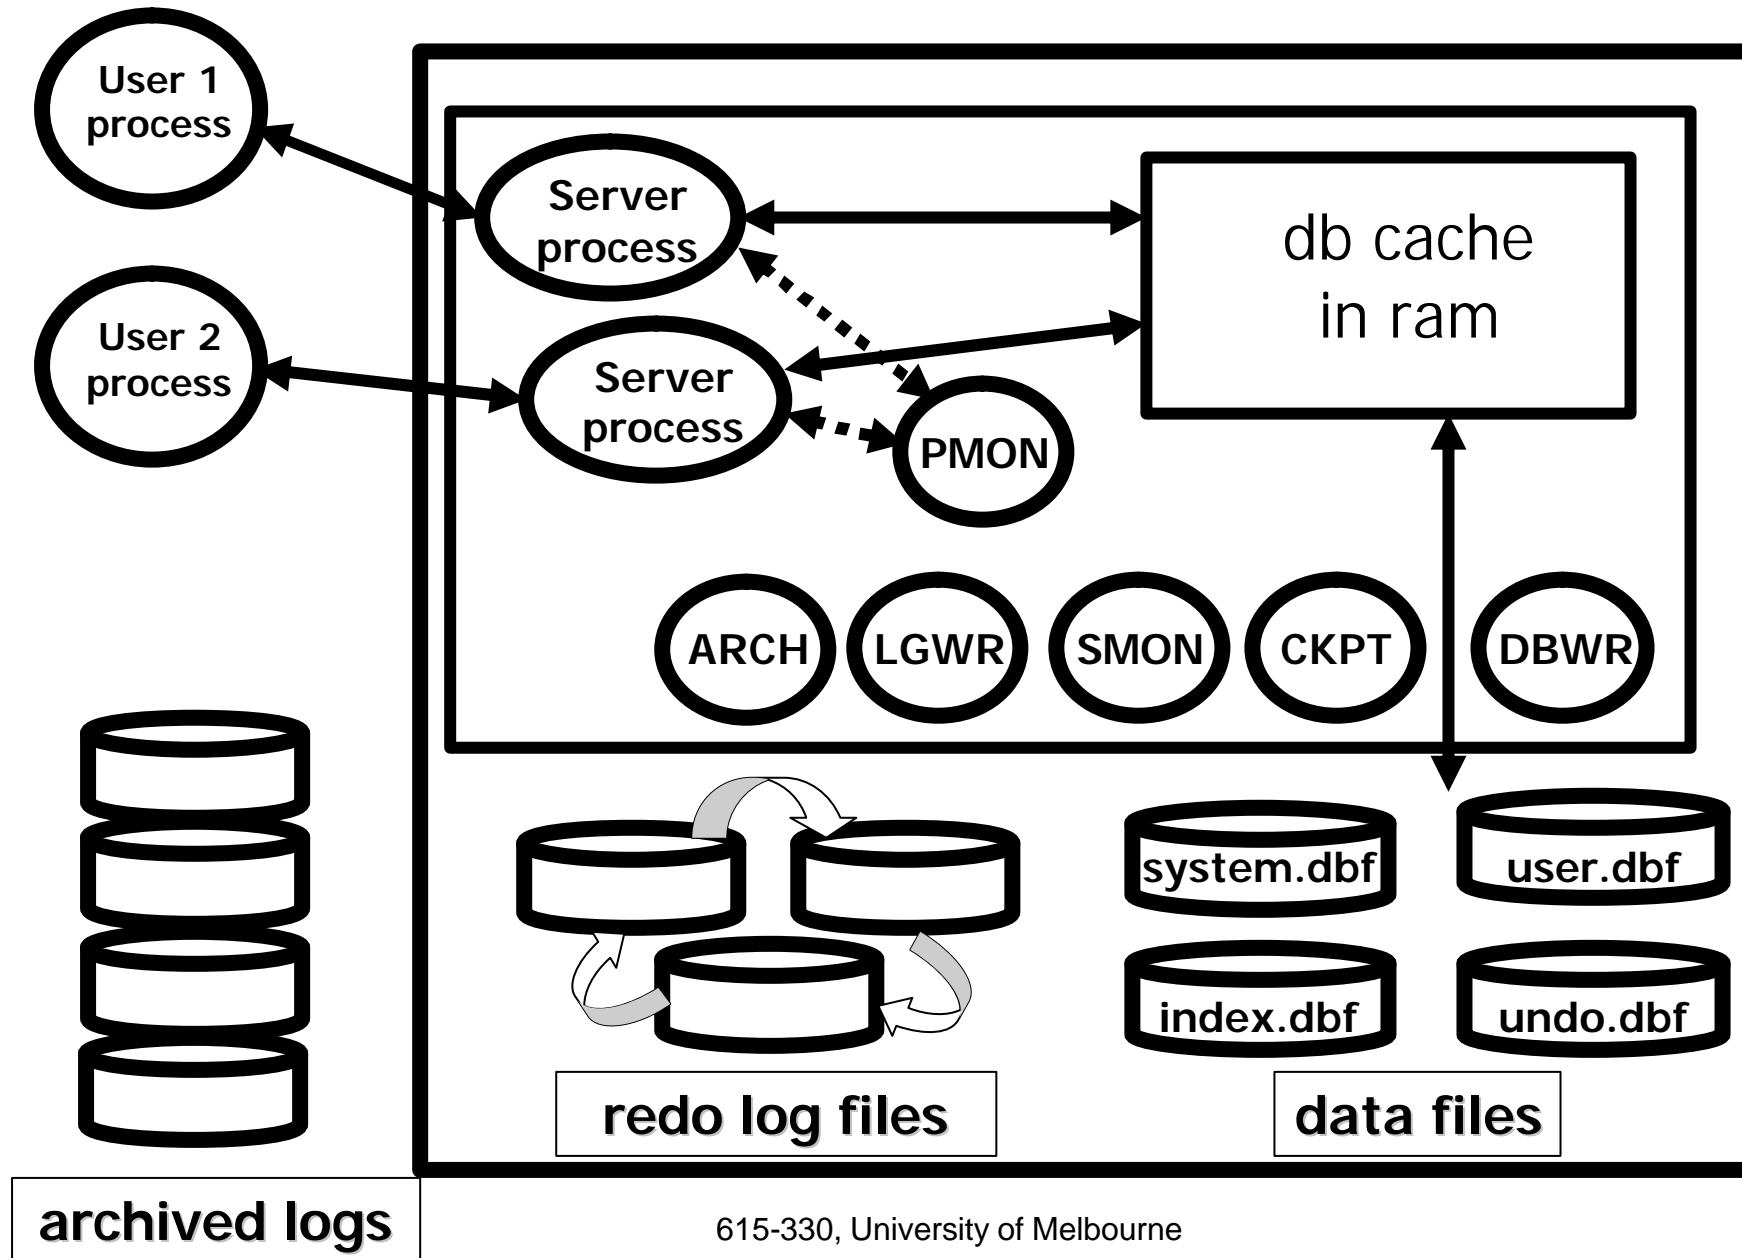 User 1
process
Server
process
db cache
in ram
User 2
process
Server
process
PMON
ARCH
LGWR
SMON
CKPT
DBWR
system.dbf
user.dbf
index.dbf
undo.dbf
redo log files
data files
archived logs
615-330, University of Melbourne